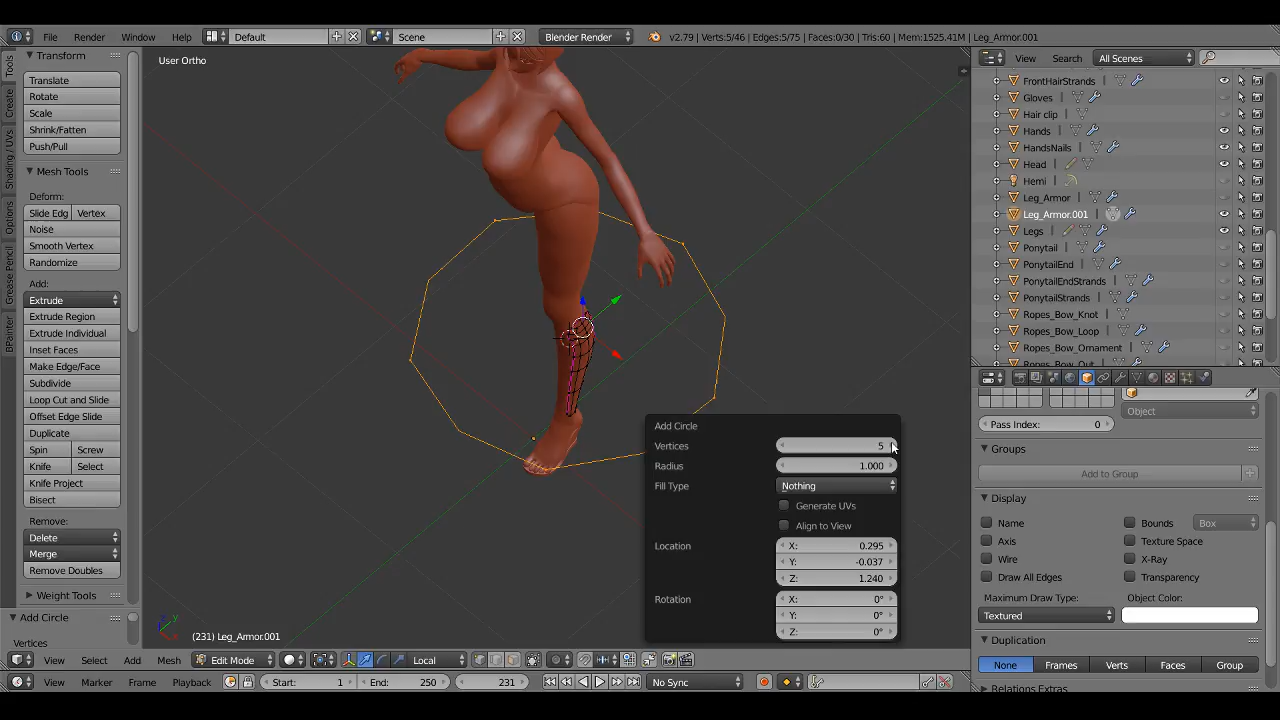 File Render Window Help Default Scene Blender Render v2.79 | Verts:5/46 | Edges:5/75 | Faces:0/30 | Tris:60 | Mem:1525.41M | Leg_Armor.001
Transform
User Ortho
View Search All Scenes
Tools
Create
Shading / UVs
Options
Grease Pencil
BPainter
Translate
Rotate
Scale
Shrink/Fatten
Push/Pull
Mesh Tools
Deform:
Slide Edg Vertex
Noise
Smooth Vertex
Randomize
Add:
Extrude
Extrude Region
Extrude Individual
Inset Faces
Make Edge/Face
Subdivide
Loop Cut and Slide
Offset Edge Slide
Duplicate
Spin Screw
Knife Select
Knife Project
Bisect
Remove:
Delete
Merge
Remove Doubles
Weight Tools
Add Circle
Vertices
FrontHairStrands
Gloves
Hair clip
Hands
HandsNails
Head
Hemi
Leg_Armor
Leg_Armor.001
Legs
Ponytail
PonytailEnd
PonytailEndStrands
PonytailStrands
Ropes_Bow_Knot
Ropes_Bow_Loop
Ropes_Bow_Ornament
Ropes_Bow_Out
Add Circle
Vertices 5
Radius 1.000
Fill Type Nothing
Generate UVs
Align to View
Location X: 0.295
Y: -0.037
Z: 1.240
Rotation X: 0°
Y: 0°
Z: 0°
Object
Pass Index: 0
Groups
Add to Group
Display
Name Bounds Box
Axis Texture Space
Wire X-Ray
Draw All Edges Transparency
Maximum Draw Type: Object Color:
Textured
Duplication
None Frames Verts Faces Group
Relations Extras
(231) Leg_Armor.001
View Select Add Mesh Edit Mode Local
View Marker Frame Playback Start: 1 End: 250 231 No Sync